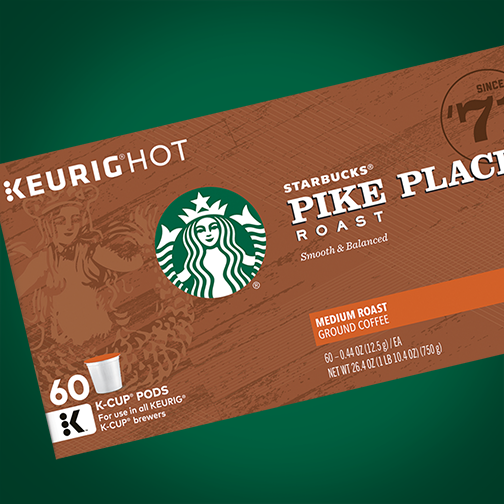 KEURIG® HOT
SINCE
STARBUCKS®
PIKE PLACE
ROAST
Smooth & Balanced
MEDIUM ROAST
GROUND COFFEE
60 – 0.44 OZ (12.5 g) / EA
NET WT 26.4 OZ (1 LB 10.4 OZ) (750 g)
®
60
K-CUP® PODS
For use in all KEURIG®
K-CUP® brewers
K